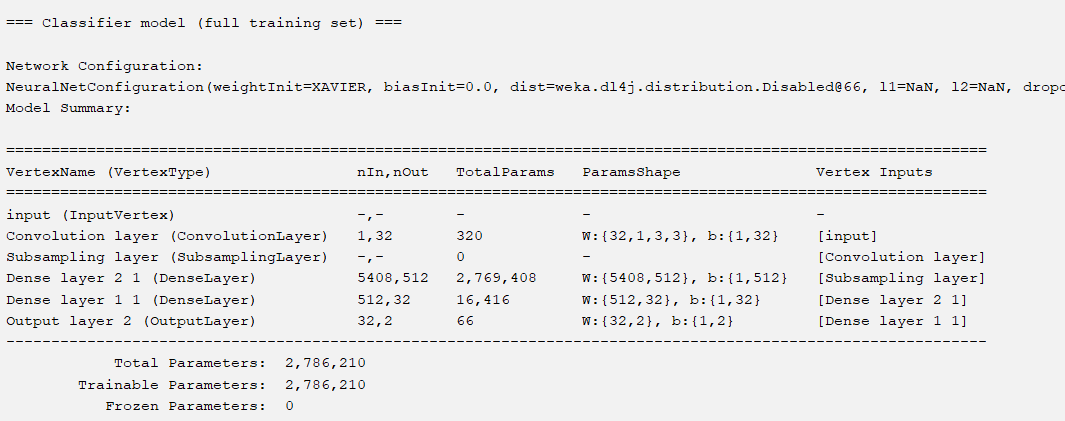 === Classifier model (full training set) ===
Network Configuration:
NeuralNetConfiguration(weightInit=XAVIER, biasInit=0.0, dist=weka.dl4j.distribution.Disabled@66, l1=NaN, l2=NaN, dropo
Model Summary:
=============================================================================================================
VertexName (VertexType) nIn,nOut TotalParams ParamsShape Vertex Inputs
=============================================================================================================
input (InputVertex) -,- - - -
Convolution layer (ConvolutionLayer) 1,32 320 W:{32,1,3,3}, b:{1,32} [input]
Subsampling layer (SubsamplingLayer) -,- 0 - [Convolution layer]
Dense layer 2 1 (DenseLayer) 5408,512 2,769,408 W:{5408,512}, b:{1,512} [Subsampling layer]
Dense layer 1 1 (DenseLayer) 512,32 16,416 W:{512,32}, b:{1,32} [Dense layer 2 1]
Output layer 2 (OutputLayer) 32,2 66 W:{32,2}, b:{1,2} [Dense layer 1 1]
-------------------------------------------------------------------------------------------------------------
Total Parameters: 2,786,210
Trainable Parameters: 2,786,210
Frozen Parameters: 0